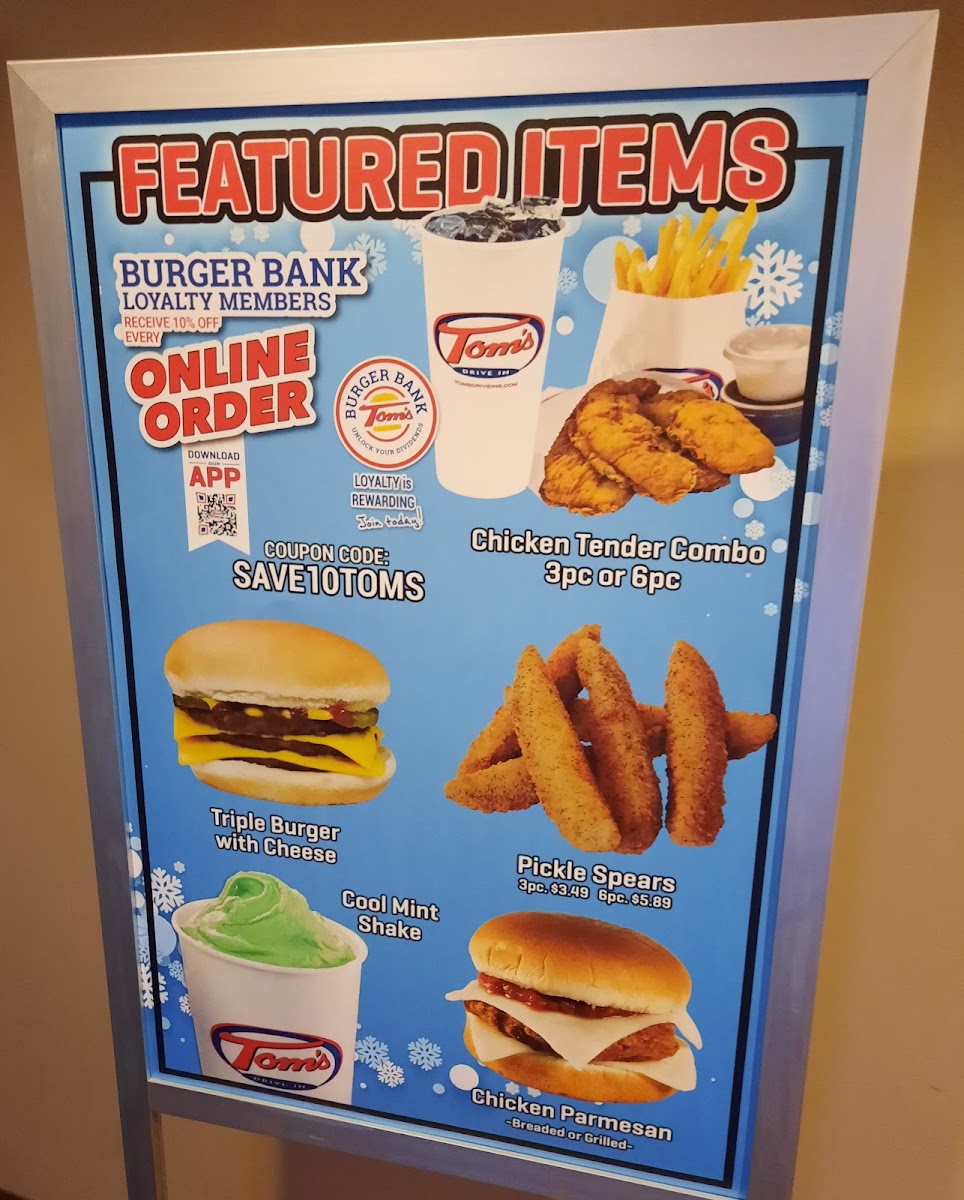 FEATURED ITEMS
BURGER BANK
LOYALTY MEMBERS
RECEIVE 10% OFF
EVERY
ONLINE
ORDER
DOWNLOAD
OUR
APP
BURGER BANK
Tom's
UNLOCK YOUR DIVIDENDS
LOYALTY is
REWARDING
Join today!
COUPON CODE:
SAVE10TOMS
Tom's
DRIVE IN
TOMSDRIVEINS.COM
Chicken Tender Combo
3pc or 6pc
Triple Burger
with Cheese
Pickle Spears
3pc. $3.49 6pc. $5.89
Cool Mint
Shake
Tom's
DRIVE IN
Chicken Parmesan
-Breaded or Grilled-